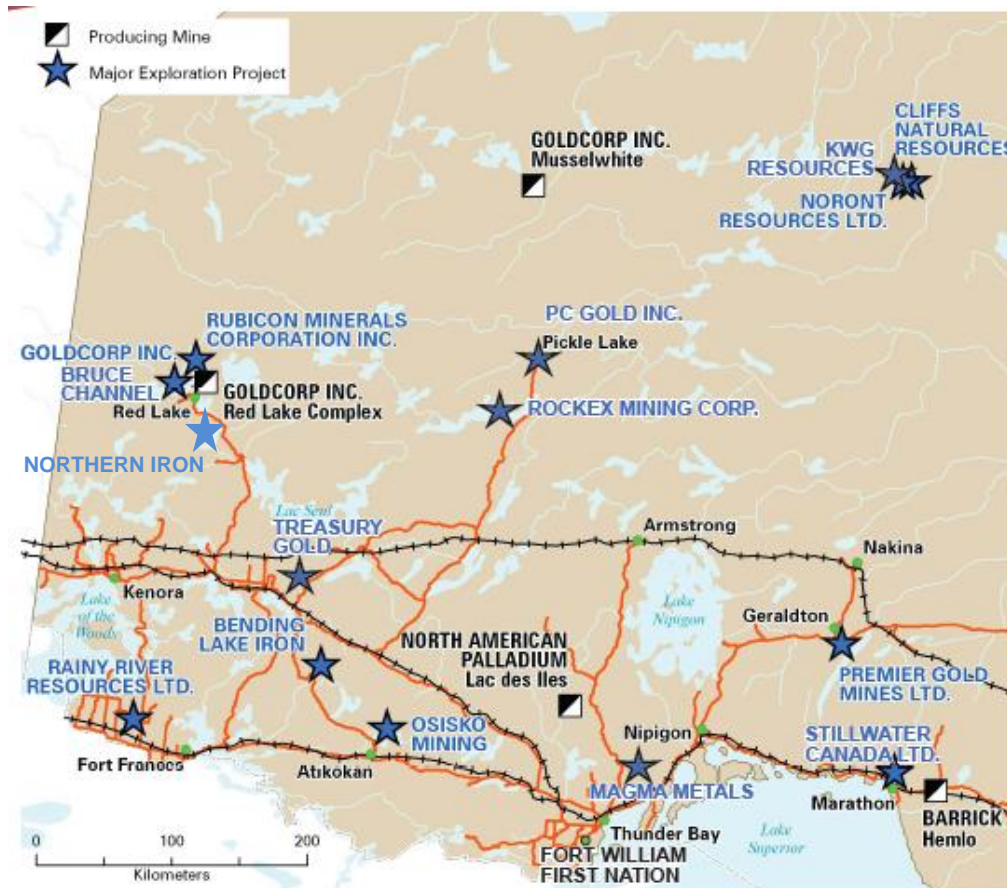 Producing Mine
Major Exploration Project
CLIFFS
NATURAL
RESOURCES
KWG
RESOURCES
NORONT
RESOURCES LTD.
GOLDCORP INC.
Musselwhite
RUBICON MINERALS
CORPORATION INC.
GOLDCORP INC.
BRUCE
CHANNEL
Red Lake
GOLDCORP INC.
Red Lake Complex
NORTHERN IRON
PC GOLD INC.
Pickle Lake
ROCKEX MINING CORP.
Lac Seul
TREASURY
GOLD
Armstrong
Nakina
Kenora
Lake
of the
Woods
BENDING
LAKE IRON
Lake
Nipigon
Geraldton
NORTH AMERICAN
PALLADIUM
Lac des Iles
RAINY RIVER
RESOURCES LTD.
PREMIER GOLD
MINES LTD.
OSISKO
MINING
Nipigon
STILLWATER
CANADA LTD.
Fort Frances
Atikokan
MAGMA METALS
Marathon
BARRICK
Hemlo
Thunder Bay
Lake
Superior
FORT WILLIAM
FIRST NATION
0 100 200
Kilometers